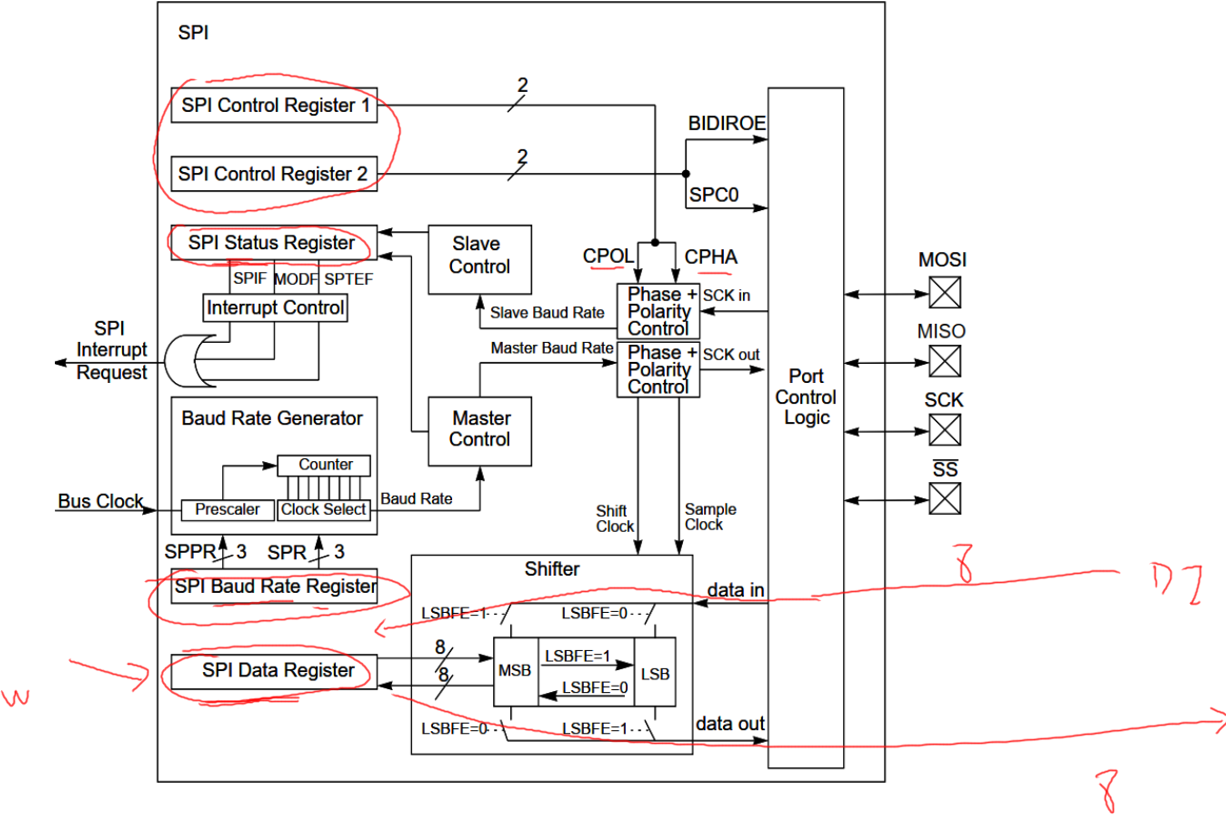 SPI
SPI Control Register 1
2
BIDIROE
SPI Control Register 2
2
SPC0
SPI Status Register
Slave
Control
CPOL
CPHA
MOSI
SPIF
MODF
SPTEF
Interrupt Control
Phase +
Polarity
Control
SCK in
Slave Baud Rate
SPI
Interrupt
Request
MISO
Master Baud Rate
Phase +
Polarity
Control
SCK out
Port
Control
Logic
Baud Rate Generator
Master
Control
SCK
Counter
SS
Bus Clock
Prescaler
Clock Select
Baud Rate
Shift
Clock
Sample
Clock
SPPR
3
SPR
3
Shifter
8
SPI Baud Rate Register
data in
LSBFE=1
LSBFE=0
SPI Data Register
8
8
MSB
LSBFE=1
LSBFE=0
LSB
W
LSBFE=0
LSBFE=1
data out
8